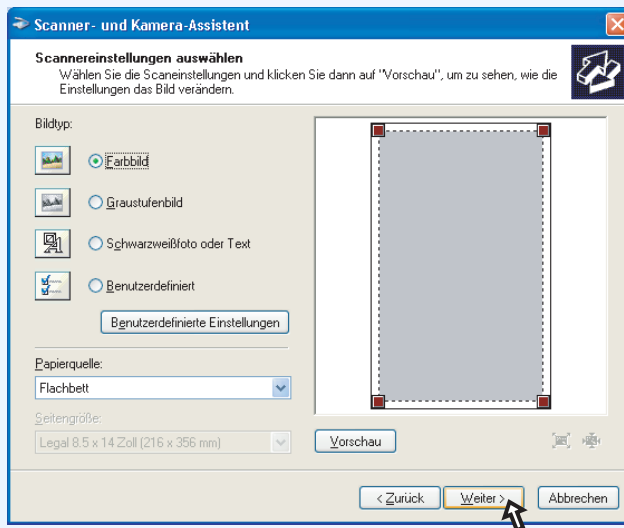 Scanner- und Kamera-Assistent
Scannereinstellungen auswählen
Wählen Sie die Scaneinstellungen und klicken Sie dann auf "Vorschau", um zu sehen, wie die
Einstellungen das Bild verändern.
Bildtyp:
Farbbild
Graustufenbild
Schwarzweißfoto oder Text
Benutzerdefiniert
Benutzerdefinierte Einstellungen
Papierquelle:
Flachbett
Seitengröße:
Legal 8.5 x 14 Zoll (216 x 356 mm)
Vorschau
< Zurück
Weiter >
Abbrechen